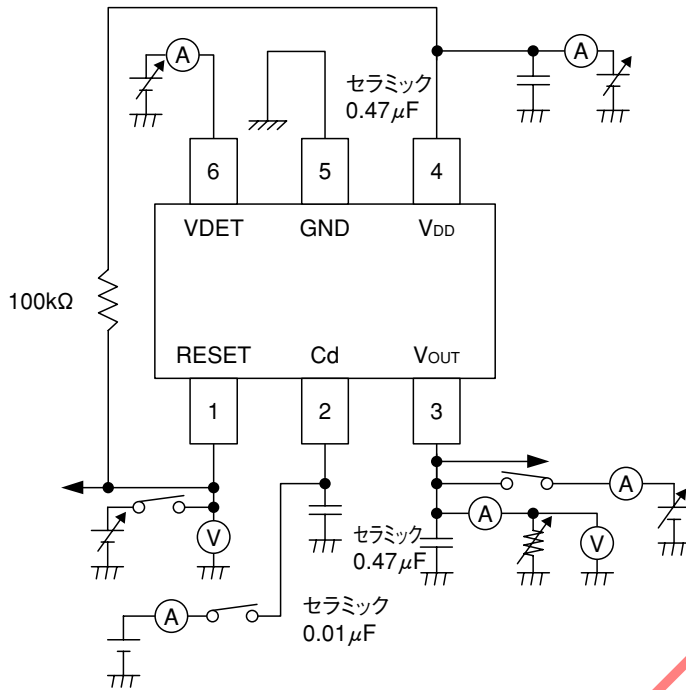 A
A
セラミック
0.47μF
6
5
4
VDET
GND
VDD
100kΩ
RESET
Cd
VOUT
1
2
3
A
A
V
セラミック
0.47μF
V
A
セラミック
0.01μF